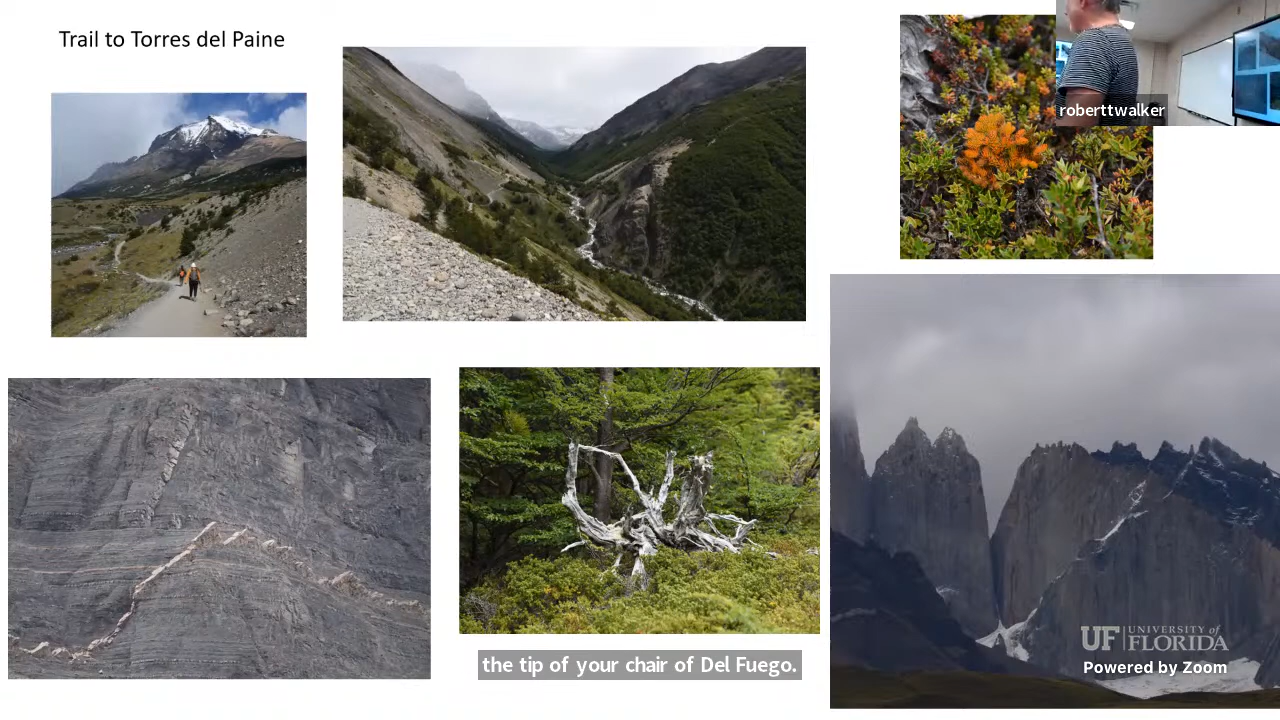 Trail to Torres del Paine
roberttwalker
the tip of your chair of Del Fuego.
UF UNIVERSITY of
FLORIDA
Powered by Zoom